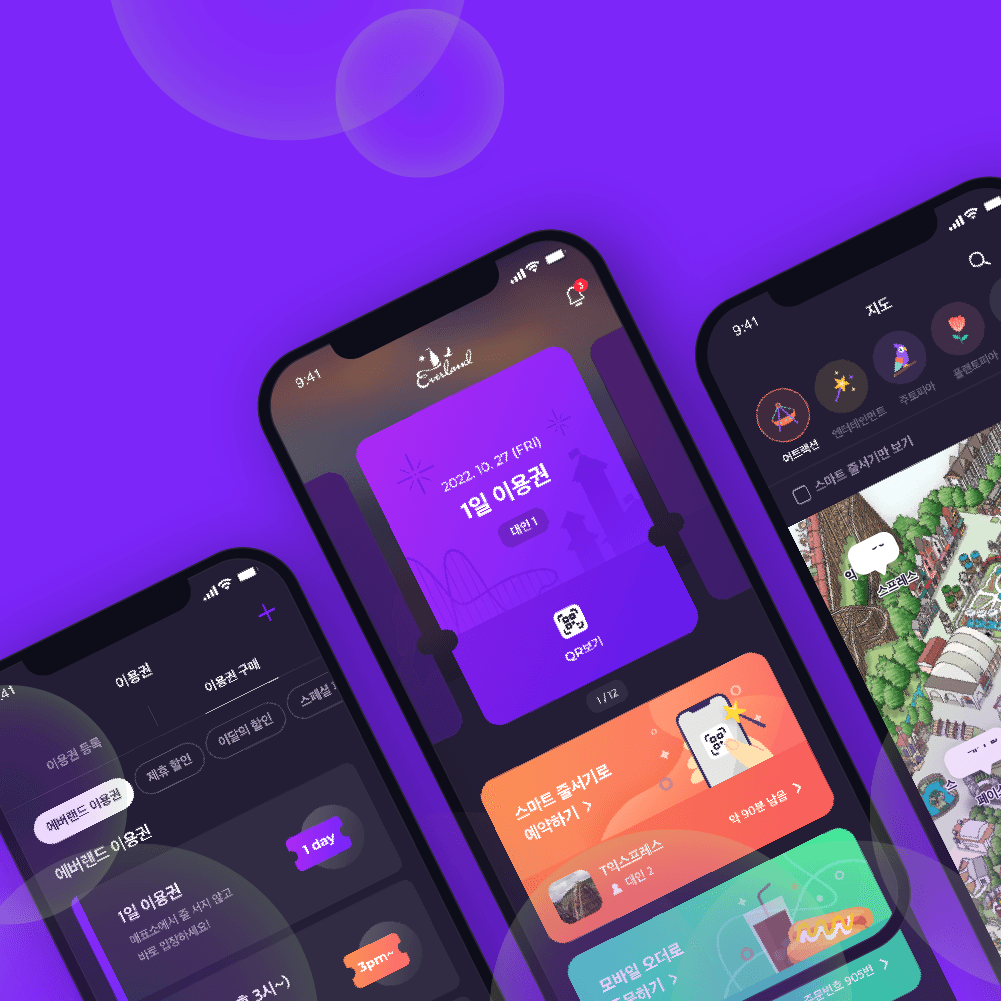 :41
이용권
이용권 등록
이용권 구매
에버랜드 이용권
제휴 할인
이달의 할인
스페셜
에버랜드 이용권
1일 이용권
매표소에서 줄 서지 않고
바로 입장하세요!
1 day
3시~)
3pm~
9:41
3
Everland
2022. 10. 27 (FRI)
1일 이용권
대인 1
QR보기
1 / 12
스마트 줄서기로
예약하기 >
약 90분 남음 >
T익스프레스
대인 2
모바일 오더로
주문하기 >
주문번호 905번 >
9:41
지도
어트랙션
엔터테인먼트
주토피아
플랜토피아
스마트 줄서기만 보기
스프레스